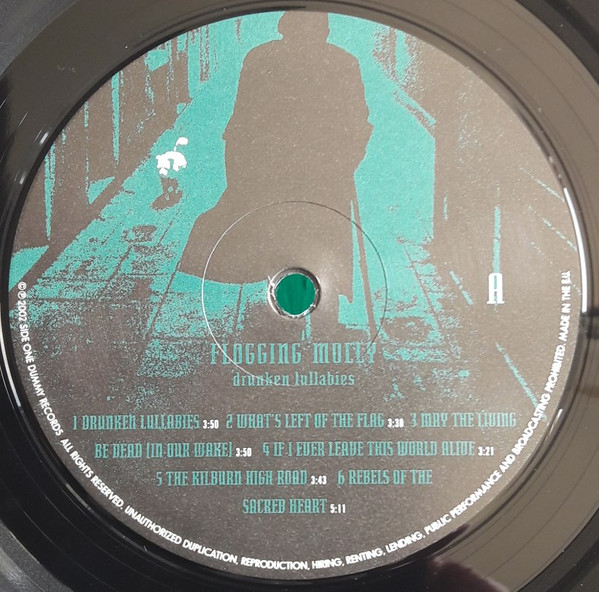 A
FLOGGING MOLLY
drunken lullabies
1 DRUNKEN LULLABIES 3:50 2 WHAT'S LEFT OF THE FLAG 3:38 3 MAY THE LIVING
BE DEAD (IN OUR WAKE) 3:50 4 IF I EVER LEAVE THIS WORLD ALIVE 3:21
5 THE KILBURN HIGH ROAD 3:43 6 REBELS OF THE
SACRED HEART 5:11
©℗ 2002 SIDE ONE DUMMY RECORDS ALL RIGHTS RESERVED. UNAUTHORIZED DUPLICATION, REPRODUCTION, HIRING, RENTING, LENDING, PUBLIC PERFORMANCE AND BROADCASTING PROHIBITED. MADE IN THE E.U.